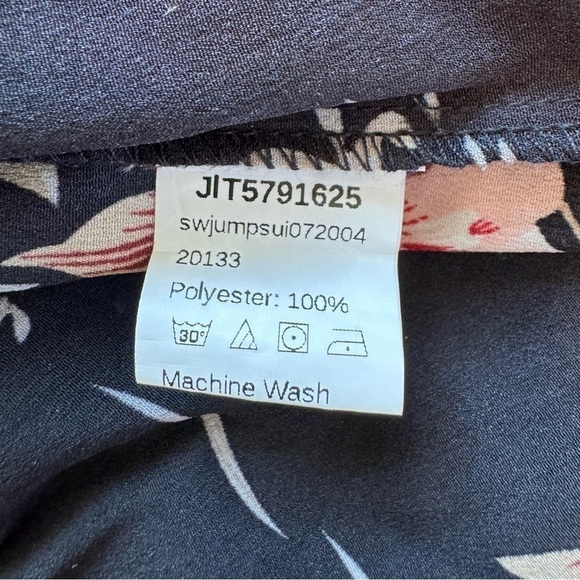 JIT5791625
swjumpsui072004
20133
Polyester: 100%
30°
Machine Wash